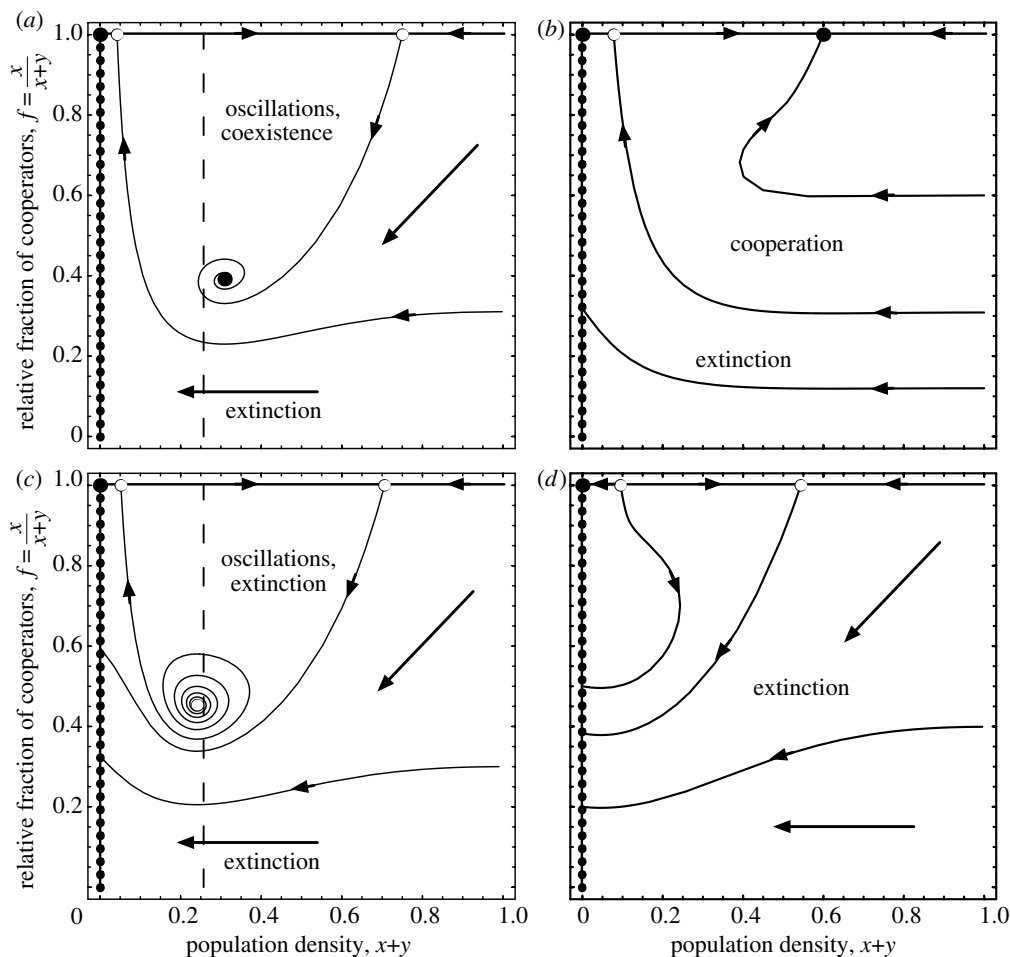 (a)
1.0
0.8
0.6
0.4
0.2
0
relative fraction of cooperators, f = x/x+y
oscillations,
coexistence
extinction
(b)
cooperation
extinction
(c)
1.0
0.8
0.6
0.4
0.2
relative fraction of cooperators, f = x/x+y
oscillations,
extinction
extinction
0 0.2 0.4 0.6 0.8 1.0
population density, x+y
(d)
extinction
0 0.2 0.4 0.6 0.8 1.0
population density, x+y